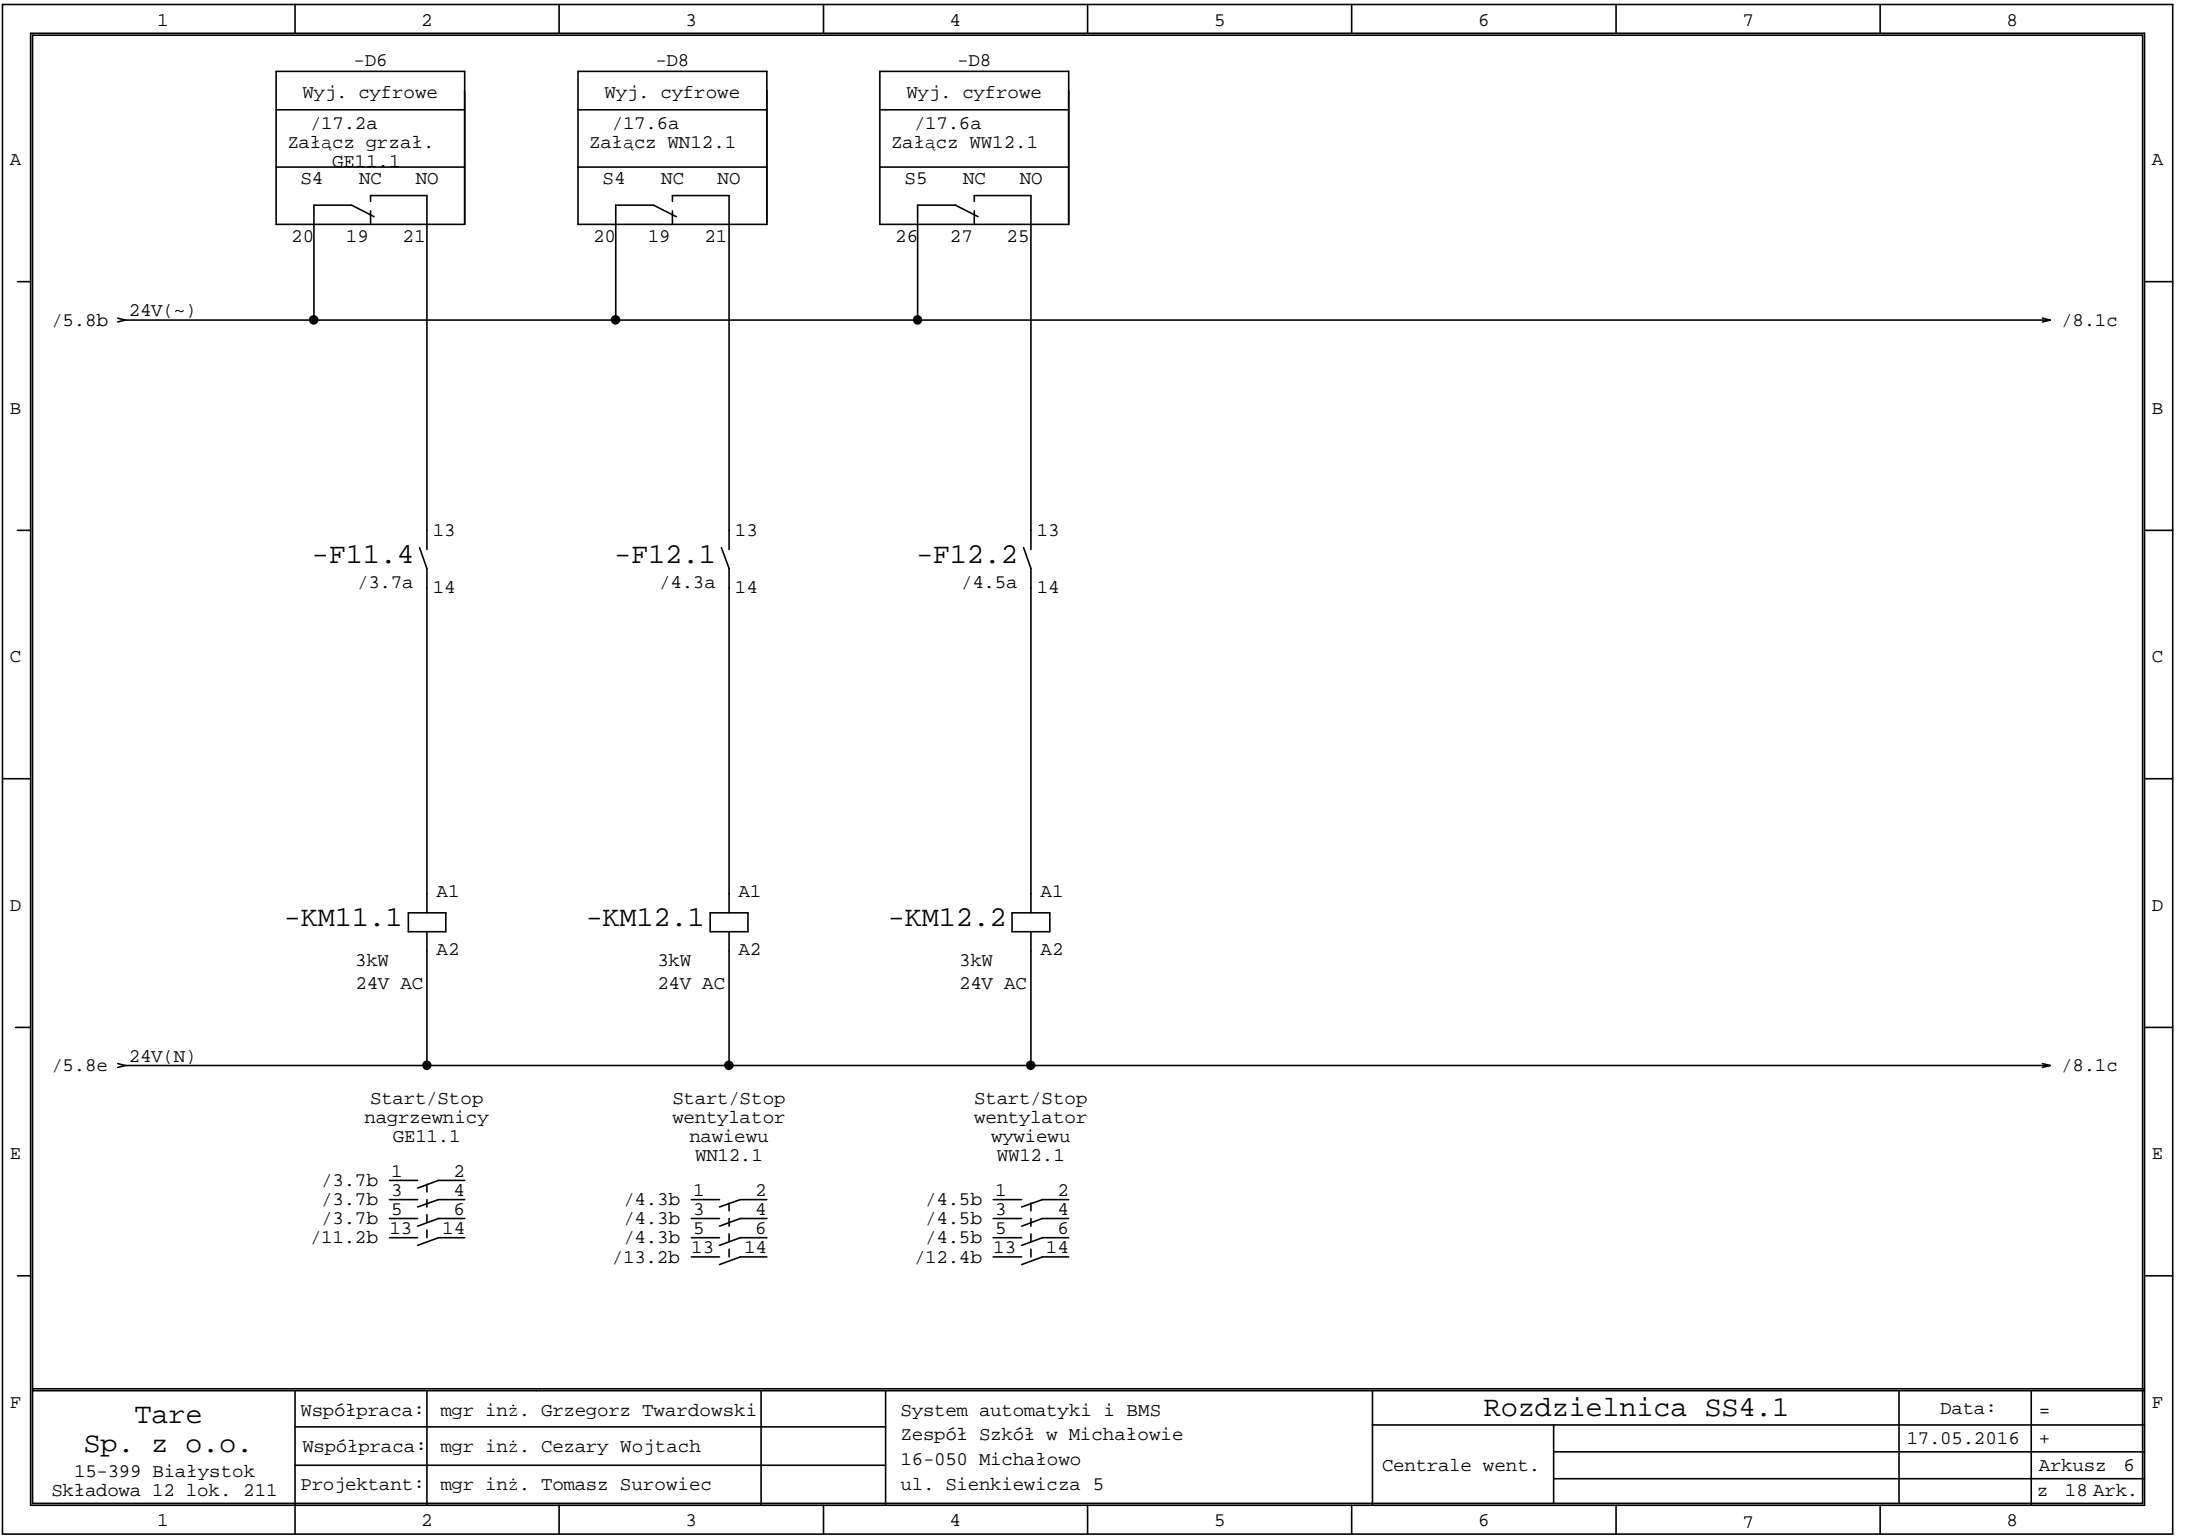 1 2 3 4 5 6 7 8
-D6 -D8 -D8
Wyj. cyfrowe Wyj. cyfrowe Wyj. cyfrowe
/17.2a /17.6a /17.6a
Załącz grzał. Załącz WN12.1 Załącz WW12.1
GE11.1
A A
S4 NC NO S4 NC NO S5 NC NO
20 19 21 20 19 21 26 27 25
24V(~)
/5.8b /8.1c
B B
13 13 13
-F11.4 -F12.1 -F12.2
/3.7a /4.3a /4.5a
14 14 14
C C
A1 A1 A1
D D
-KM11.1 -KM12.1 -KM12.2
A2 A2 A2
3kW 3kW 3kW
24V AC 24V AC 24V AC
24V(N)
/5.8e /8.1c
Start/Stop Start/Stop Start/Stop
nagrzewnicy wentylator wentylator
GE11.1 nawiewu wywiewu
WN12.1 WW12.1
E E
/3.7b 1 2
/3.7b 3 4
/3.7b 5 6
/11.2b 13 14
/4.3b 1 2
/4.3b 3 4
/4.3b 5 6
/13.2b 13 14
/4.5b 1 2
/4.5b 3 4
/4.5b 5 6
/12.4b 13 14
F F
Tare
Sp. z o.o.
15-399 Białystok
Składowa 12 lok. 211
Współpraca: mgr inż. Grzegorz Twardowski
Współpraca: mgr inż. Cezary Wojtach
Projektant: mgr inż. Tomasz Surowiec
System automatyki i BMS
Zespół Szkół w Michałowie
16-050 Michałowo
ul. Sienkiewicza 5
Rozdzielnica SS4.1
Centrale went.
Data: =
17.05.2016 +
Arkusz 6
z 18 Ark.
1 2 3 4 5 6 7 8